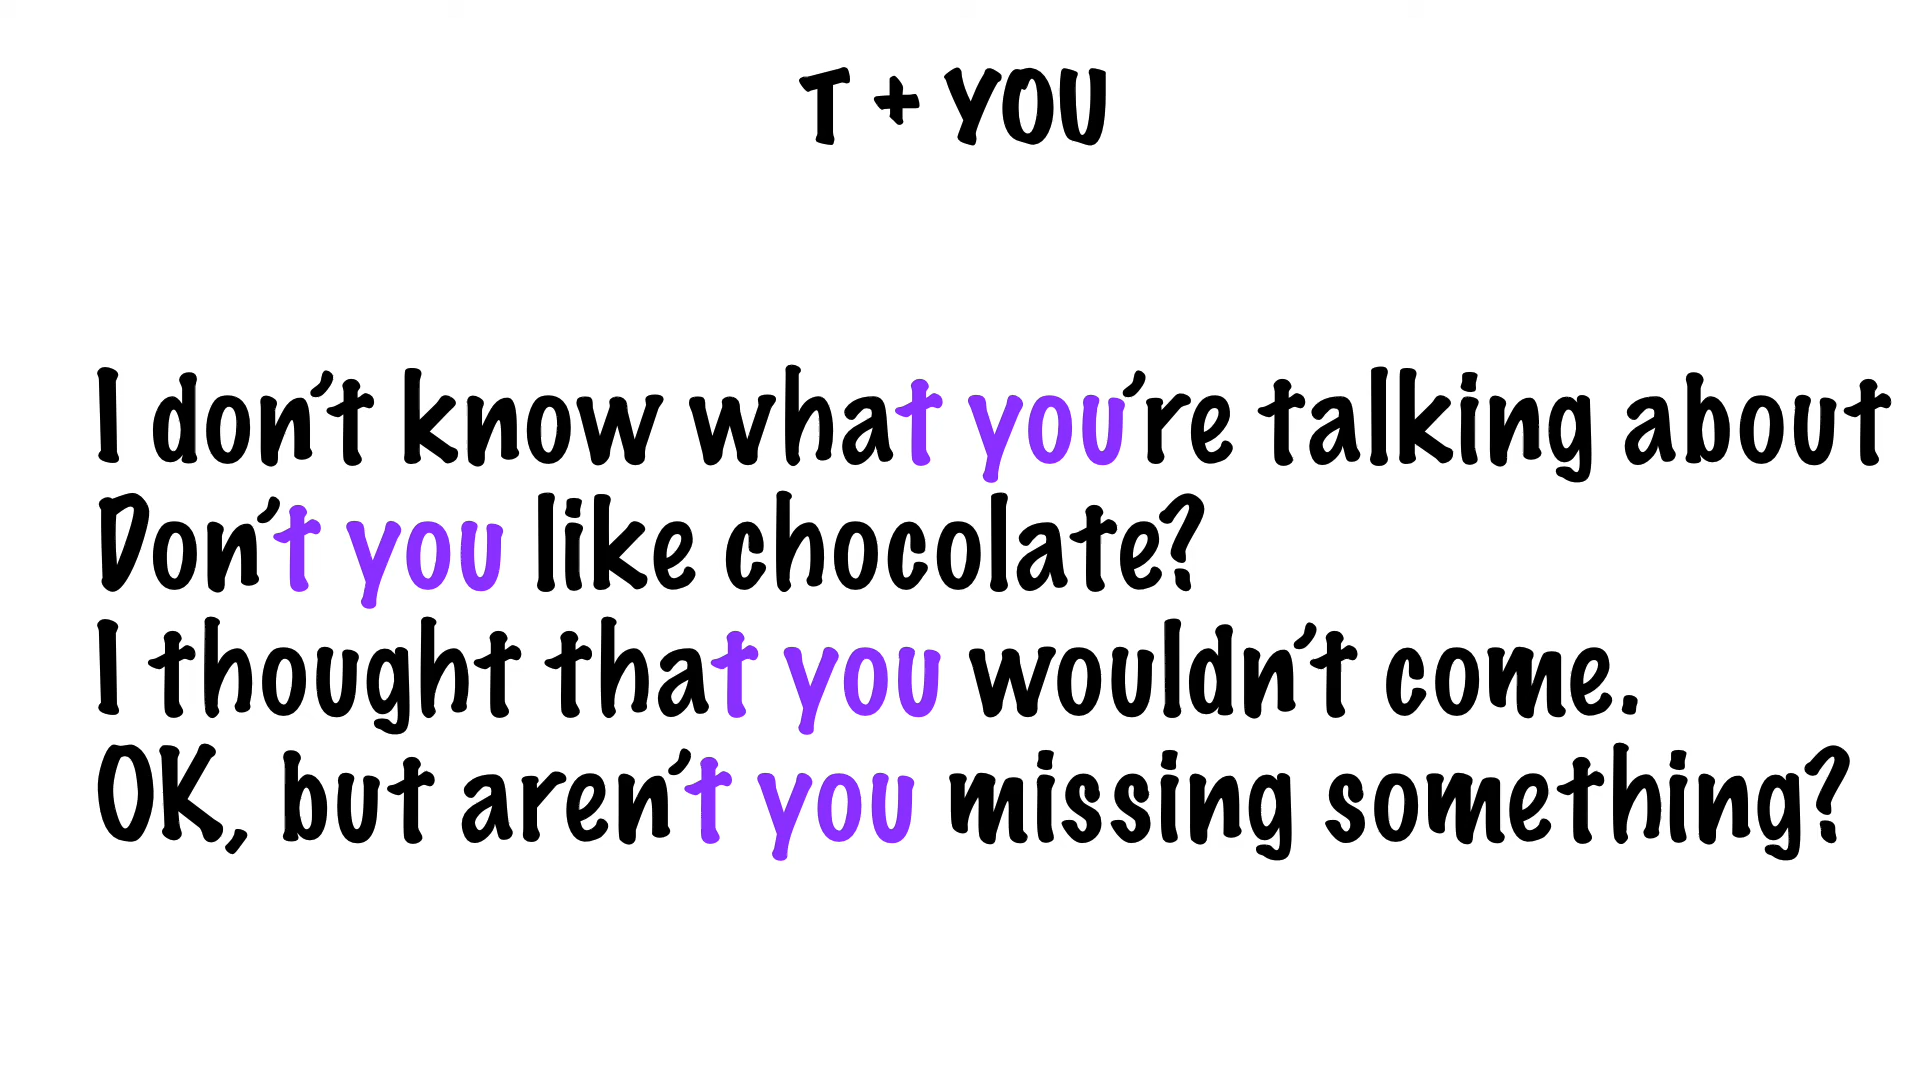 T + YOU
I don't know what you're talking about
Don't you like chocolate?
I thought that you wouldn't come.
OK, but aren't you missing something?